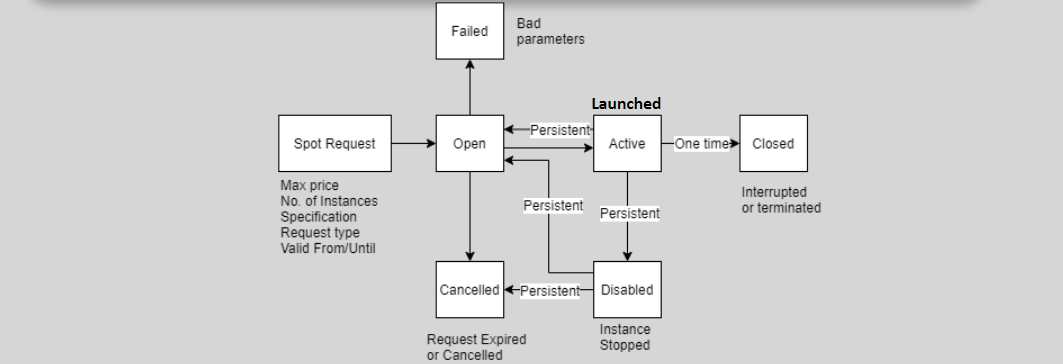 Failed
Bad
parameters
Launched
Spot Request
Open
Persistent
Active
One time
Closed
Max price
No. of Instances
Specification
Request type
Valid From/Until
Persistent
Persistent
Interrupted
or terminated
Cancelled
Persistent
Disabled
Request Expired
or Cancelled
Instance
Stopped